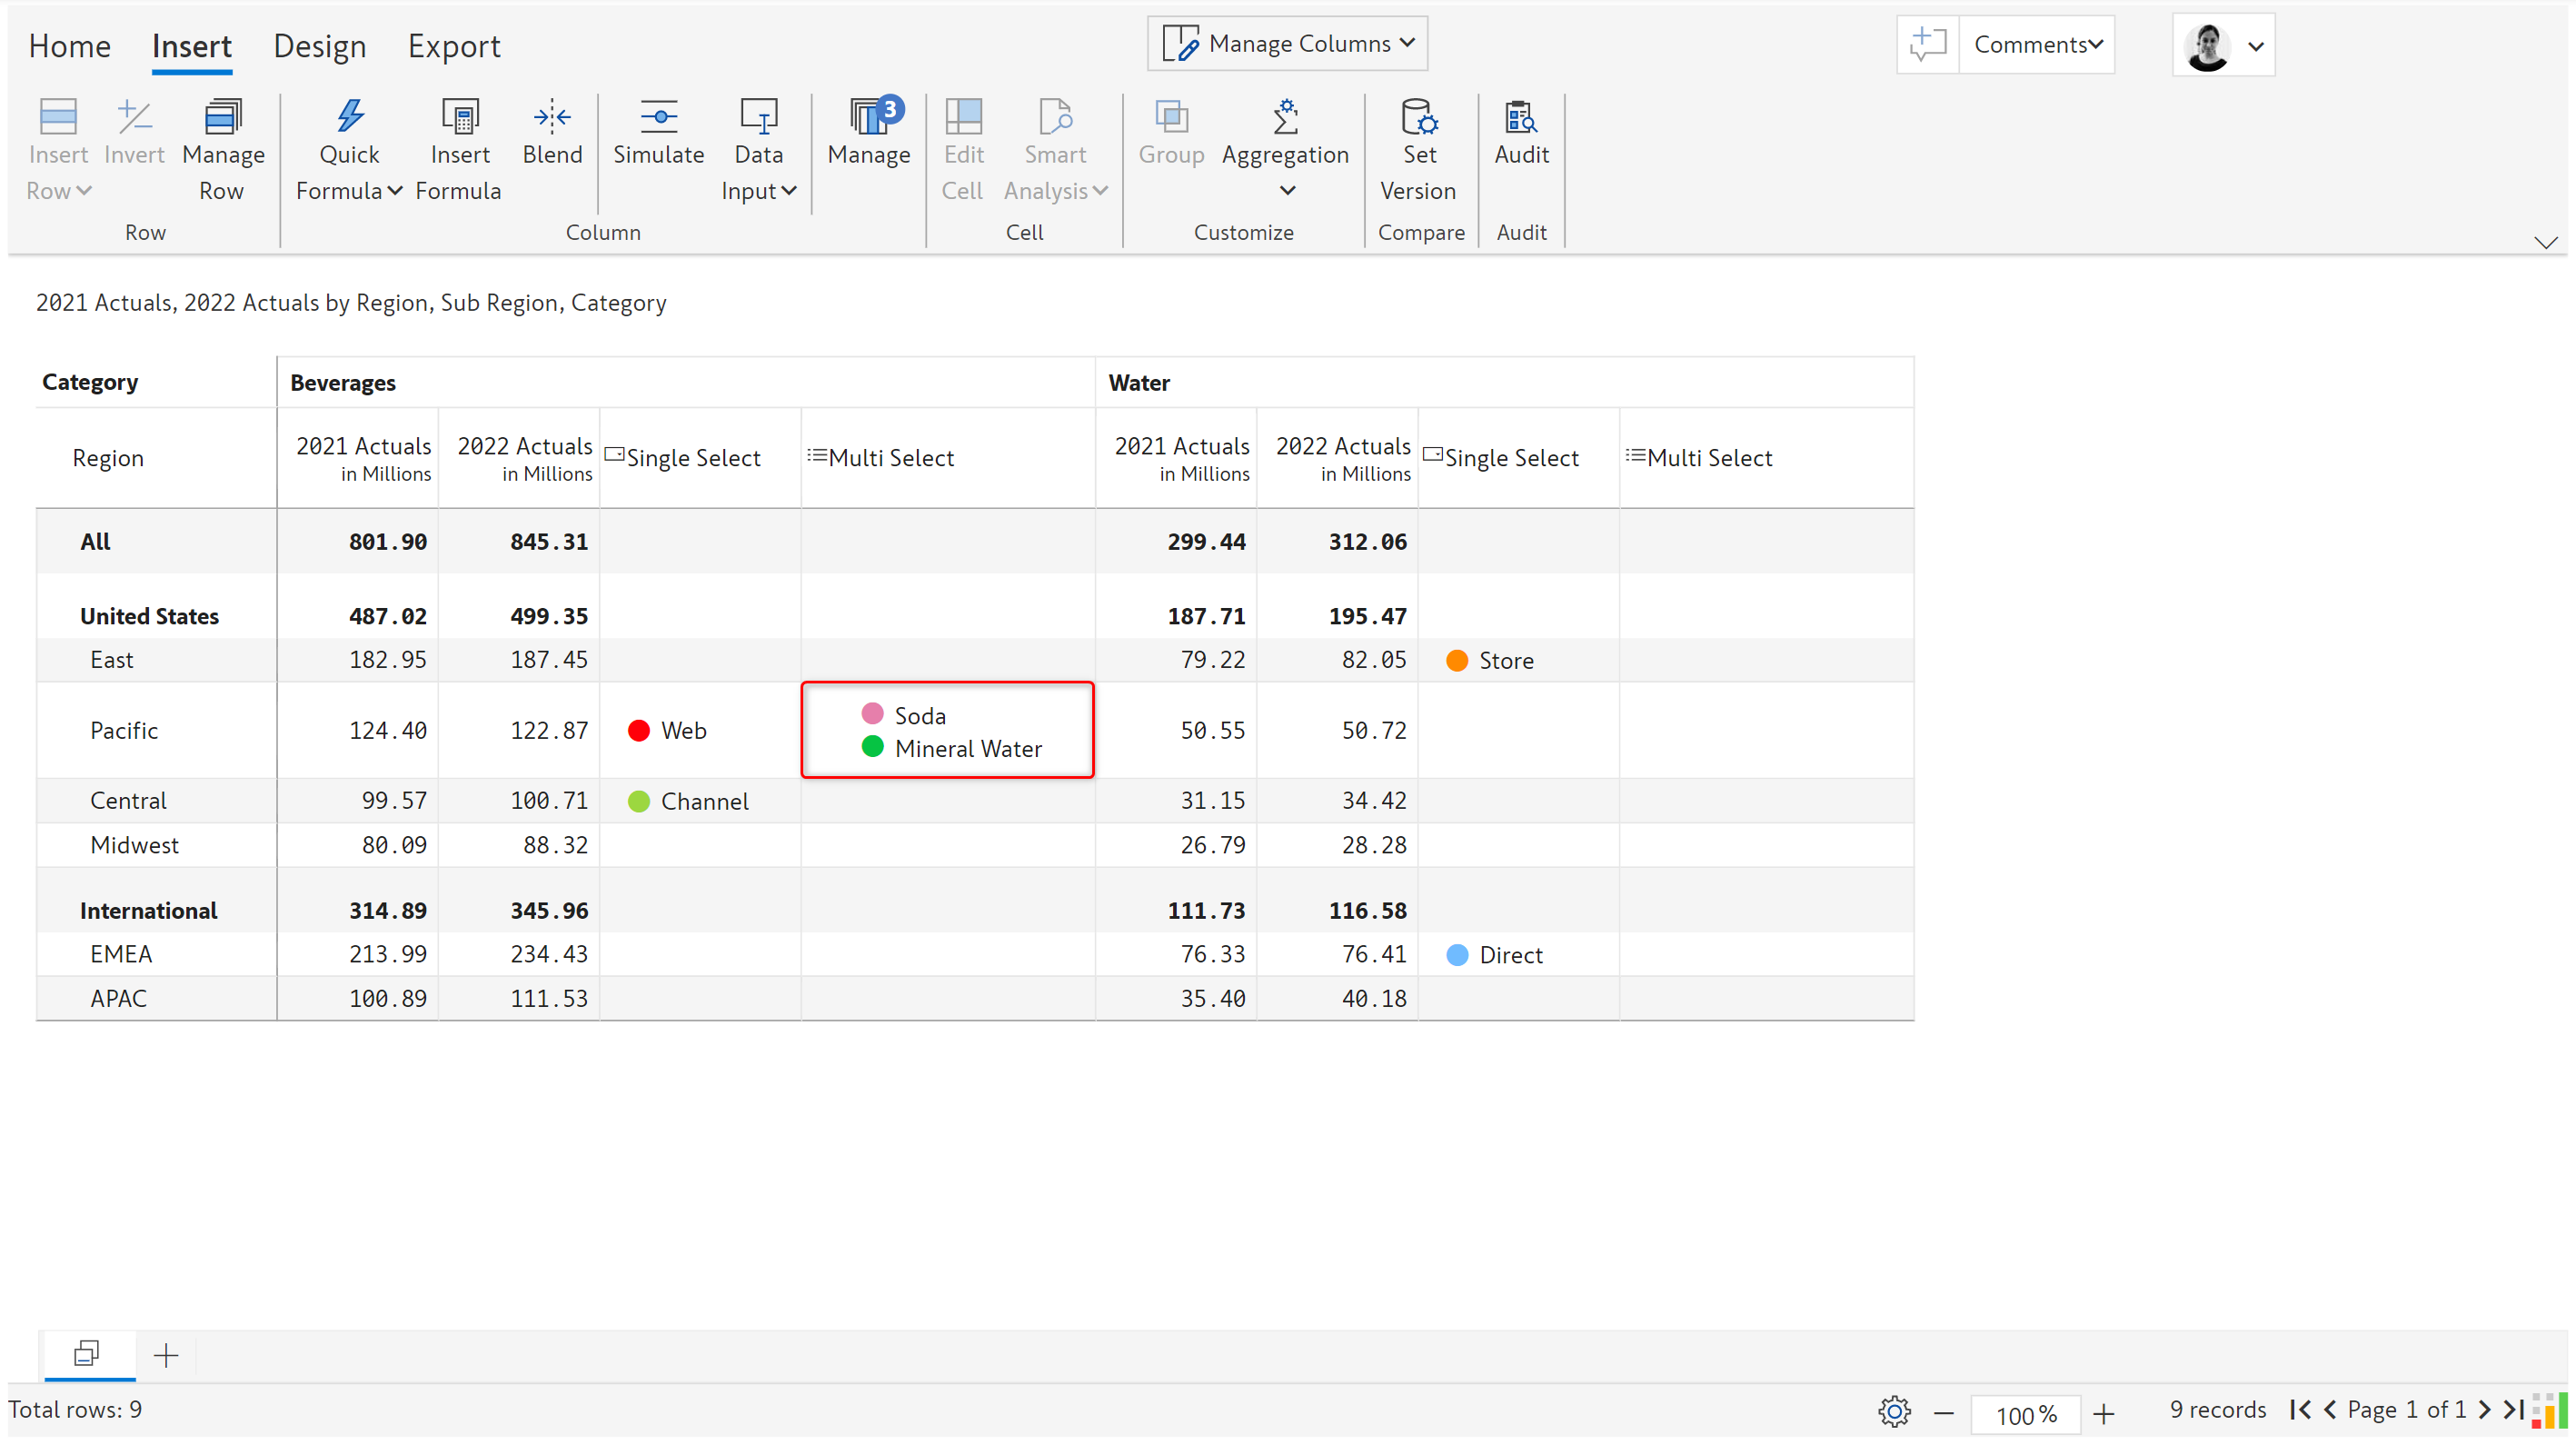 Home Insert Design Export Manage Columns Comments
Insert Row Invert Manage Row Quick Formula Insert Formula Blend Simulate Data Input Manage 3 Edit Cell Smart Analysis Group Aggregation Set Version Audit
Row Column Cell Customize Compare Audit
2021 Actuals, 2022 Actuals by Region, Sub Region, Category
Category Beverages Water
Region 2021 Actuals in Millions 2022 Actuals in Millions Single Select Multi Select 2021 Actuals in Millions 2022 Actuals in Millions Single Select Multi Select
All 801.90 845.31 299.44 312.06
United States 487.02 499.35 187.71 195.47
East 182.95 187.45 79.22 82.05 Store
Pacific 124.40 122.87 Web Soda Mineral Water 50.55 50.72
Central 99.57 100.71 Channel 31.15 34.42
Midwest 80.09 88.32 26.79 28.28
International 314.89 345.96 111.73 116.58
EMEA 213.99 234.43 76.33 76.41 Direct
APAC 100.89 111.53 35.40 40.18
Total rows: 9 100% 9 records Page 1 of 1